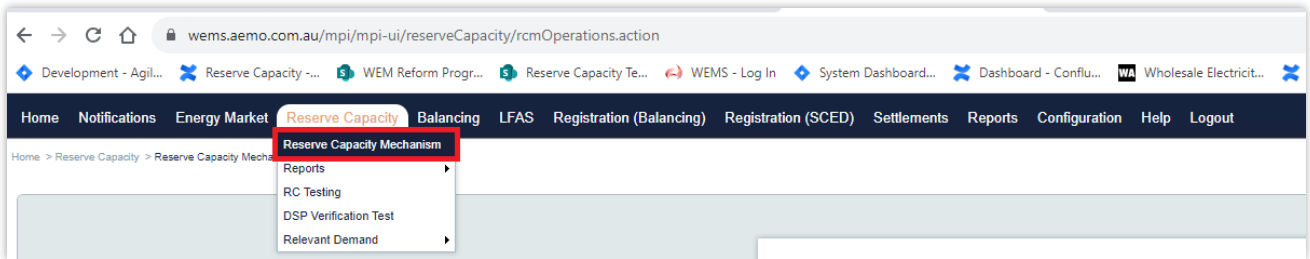 wems.aemo.com.au/mpi/mpi-ui/reserveCapacity/rcmOperations.action
Development - Agil... Reserve Capacity -... WEM Reform Progr... Reserve Capacity Te... WEMS - Log In System Dashboard... Dashboard - Conflu... WA Wholesale Electricit...
Home Notifications Energy Market Reserve Capacity Balancing LFAS Registration (Balancing) Registration (SCED) Settlements Reports Configuration Help Logout
Reserve Capacity Mechanism
Home > Reserve Capacity > Reserve Capacity Mecha
Reports
RC Testing
DSP Verification Test
Relevant Demand